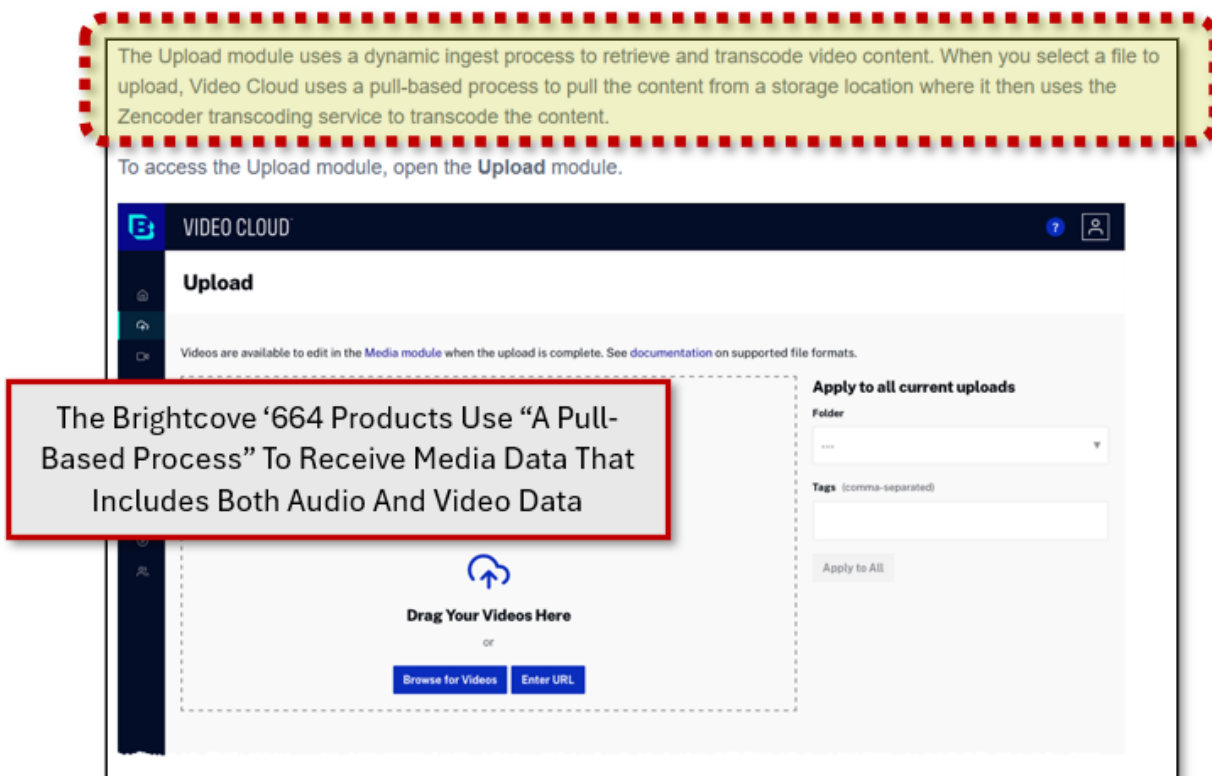 The Upload module uses a dynamic ingest process to retrieve and transcode video content. When you select a file to
upload, Video Cloud uses a pull-based process to pull the content from a storage location where it then uses the
Zencoder transcoding service to transcode the content.
To access the Upload module, open the Upload module.
VIDEO CLOUD
?
Upload
Videos are available to edit in the Media module when the upload is complete. See documentation on supported file formats.
The Brightcove ‘664 Products Use “A Pull-
Based Process” To Receive Media Data That
Includes Both Audio And Video Data
Drag Your Videos Here
or
Browse for Videos Enter URL
Apply to all current uploads
Folder
---
Tags (comma-separated)
Apply to All